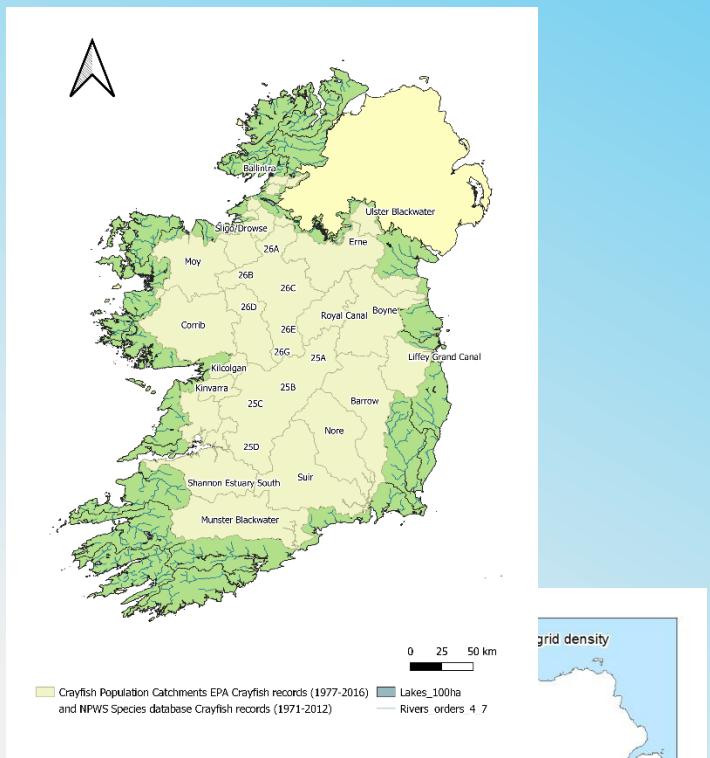 Ballintra
Ulster Blackwater
Sligo/Drowse
Erne
26A
Moy
26B
26C
26D
Royal Canal
Boyne
Corrib
26E
26G
25A
Liffey Grand Canal
Kilcolgan
Kinvarra
25B
25C
Barrow
Nore
25D
Shannon Estuary South
Suir
Munster Blackwater
0 25 50 km
grid density
Crayfish Population Catchments EPA Crayfish records (1977-2016)
and NPWS Species database Crayfish records (1971-2012)
Lakes_100ha
Rivers_orders_4_7